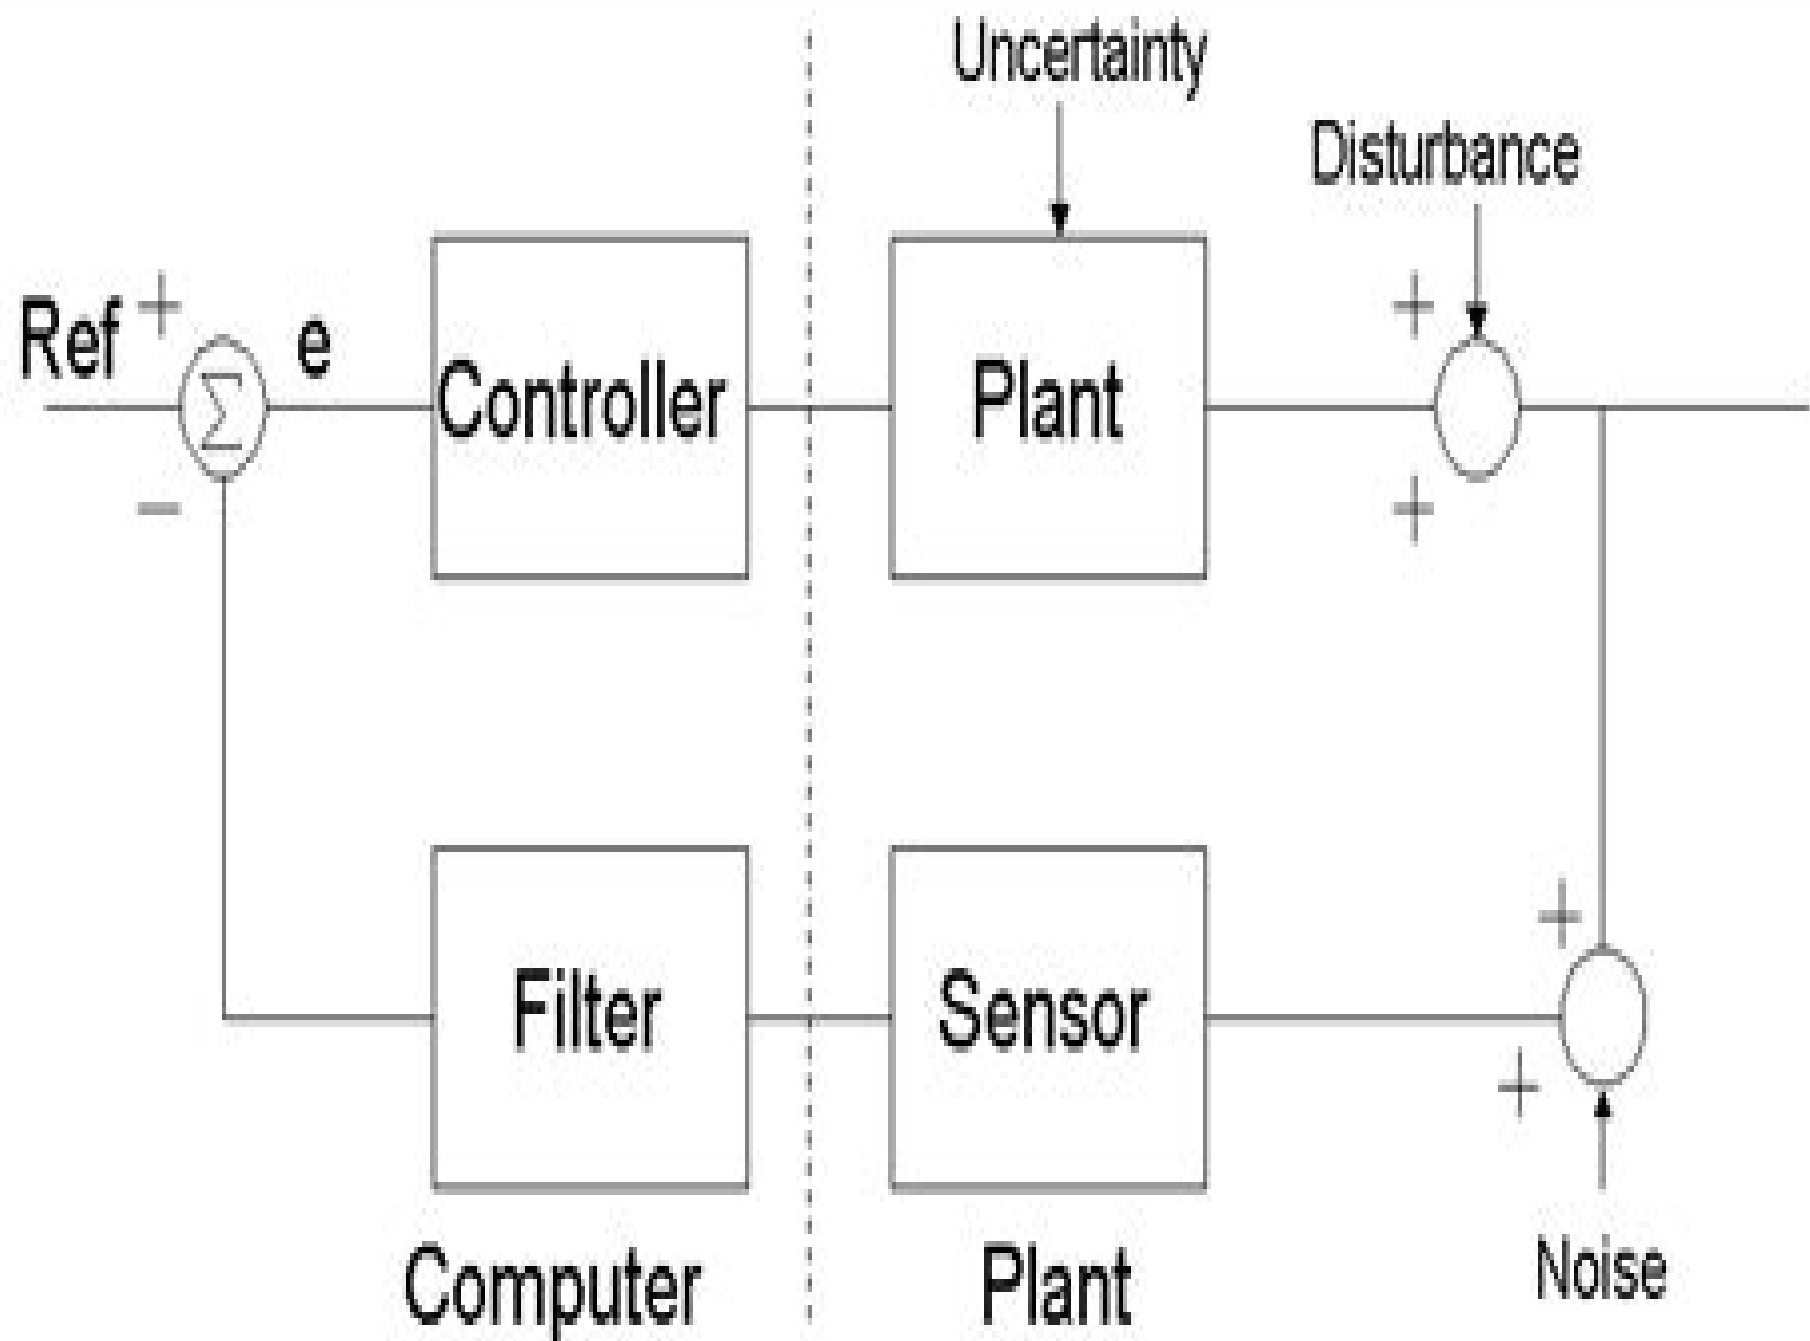 Uncertainty
Disturbance
Ref + e
Controller
Plant
+
Σ
−
+
+
Filter
Sensor
+
+
Computer
Plant
Noise